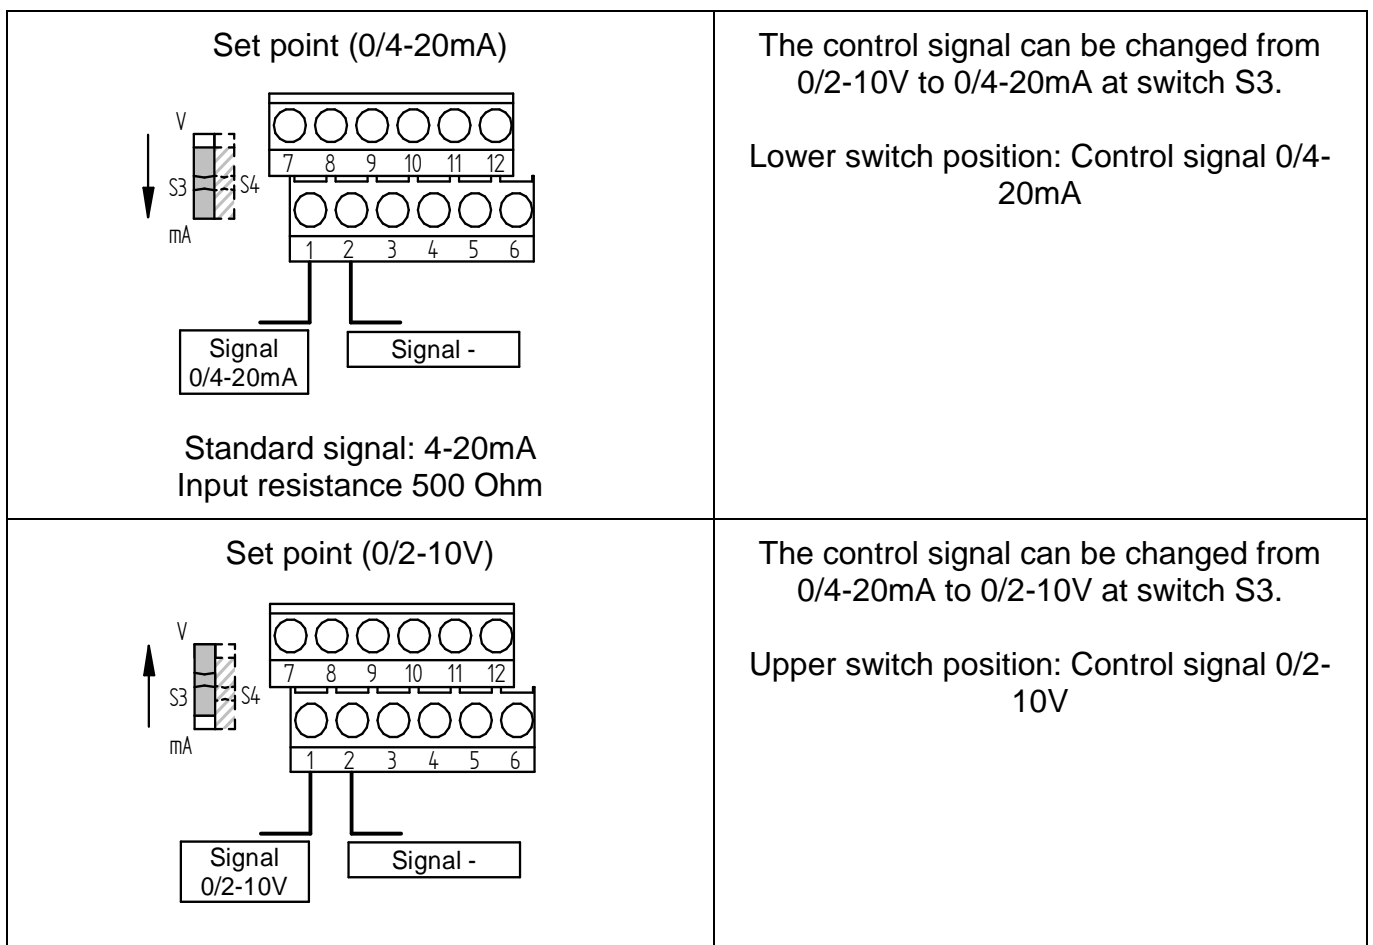 Set point (0/4-20mA)
V
S3
S4
mA
7 8 9 10 11 12
1 2 3 4 5 6
Signal
0/4-20mA
Signal -
Standard signal: 4-20mA
Input resistance 500 Ohm
The control signal can be changed from
0/2-10V to 0/4-20mA at switch S3.
Lower switch position: Control signal 0/4-
20mA
Set point (0/2-10V)
V
S3
S4
mA
7 8 9 10 11 12
1 2 3 4 5 6
Signal
0/2-10V
Signal -
The control signal can be changed from
0/4-20mA to 0/2-10V at switch S3.
Upper switch position: Control signal 0/2-
10V